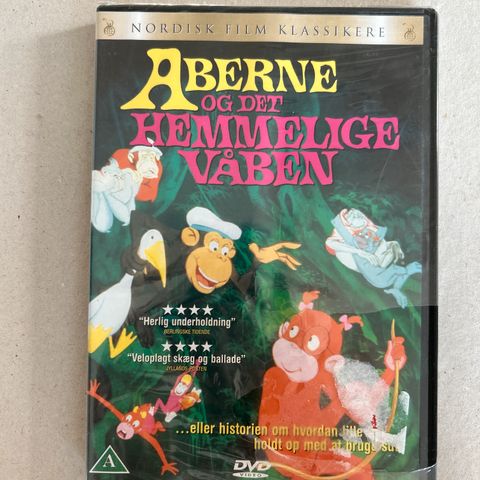 NORDISK FILM KLASSIKERE
ABERNE
OG DET
HEMMELIGE
VÅBEN
★★★★
"Herlig underholdning"
BERLINGSKE TIDENDE
★★★★
"Veloplagt skæg og ballade"
JYLLANDS-POSTEN
...eller historien om hvordan lille
holdt op med at bruge
A
DVD
VIDEO